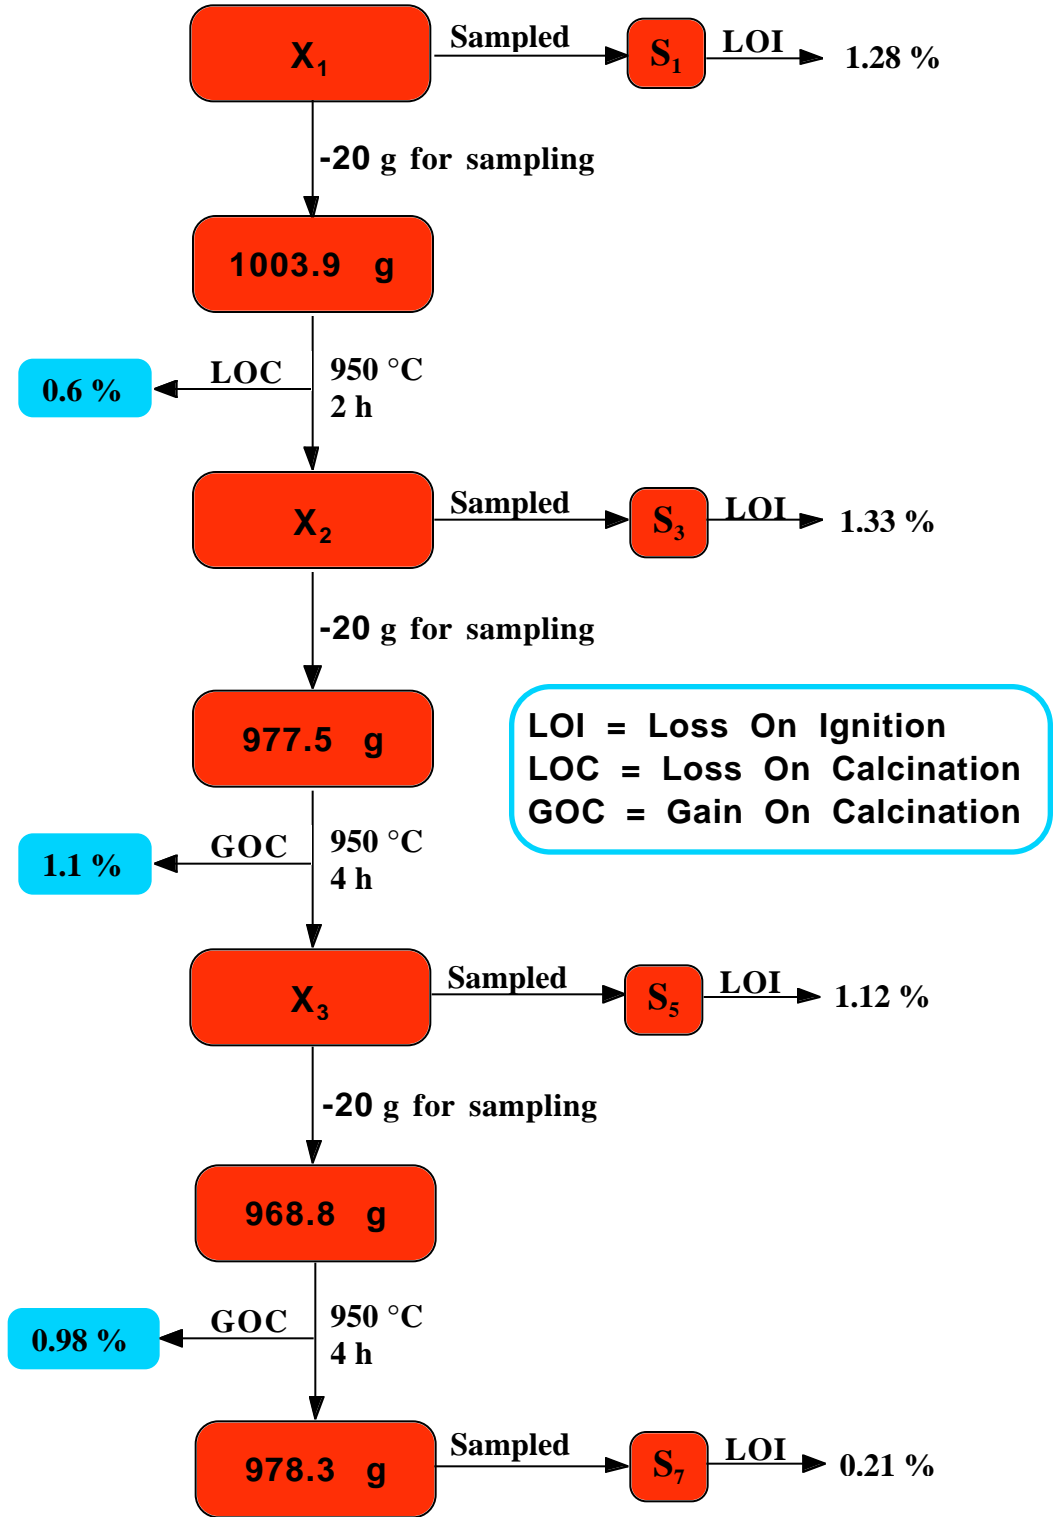 X₁
Sampled
S₁
LOI
1.28 %
-20 g for sampling
1003.9 g
0.6 %
LOC
950 °C
2 h
X₂
Sampled
S₃
LOI
1.33 %
-20 g for sampling
977.5 g
LOI = Loss On Ignition
LOC = Loss On Calcination
GOC = Gain On Calcination
1.1 %
GOC
950 °C
4 h
X₃
Sampled
S₅
LOI
1.12 %
-20 g for sampling
968.8 g
0.98 %
GOC
950 °C
4 h
978.3 g
Sampled
S₇
LOI
0.21 %